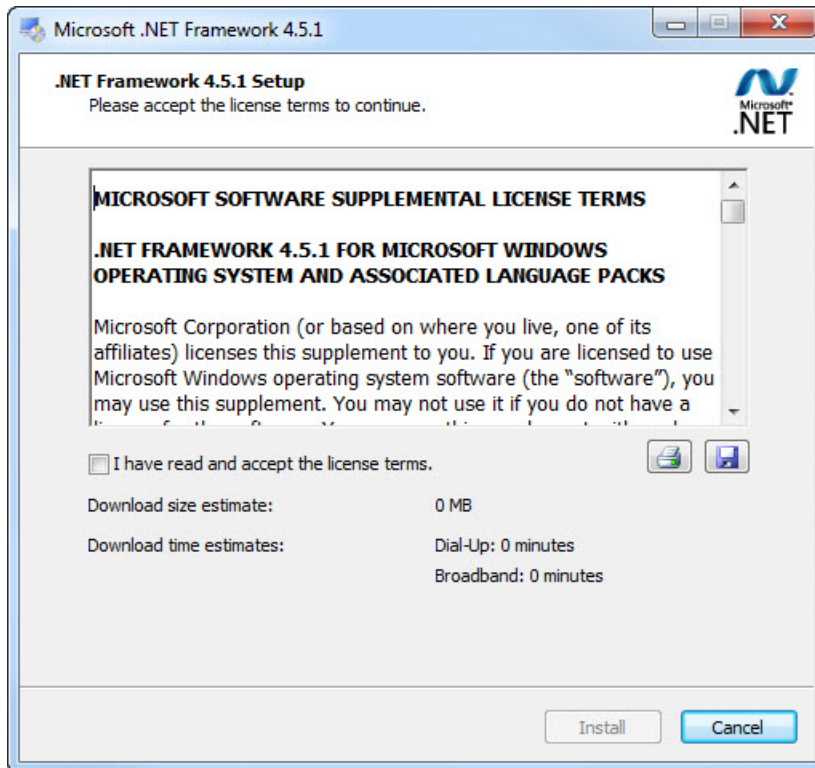 Microsoft .NET Framework 4.5.1
.NET Framework 4.5.1 Setup
Please accept the license terms to continue.
Microsoft®
.NET
MICROSOFT SOFTWARE SUPPLEMENTAL LICENSE TERMS
.NET FRAMEWORK 4.5.1 FOR MICROSOFT WINDOWS
OPERATING SYSTEM AND ASSOCIATED LANGUAGE PACKS
Microsoft Corporation (or based on where you live, one of its
affiliates) licenses this supplement to you. If you are licensed to use
Microsoft Windows operating system software (the “software”), you
may use this supplement. You may not use it if you do not have a
I have read and accept the license terms.
Download size estimate: 0 MB
Download time estimates: Dial-Up: 0 minutes
Broadband: 0 minutes
Install Cancel